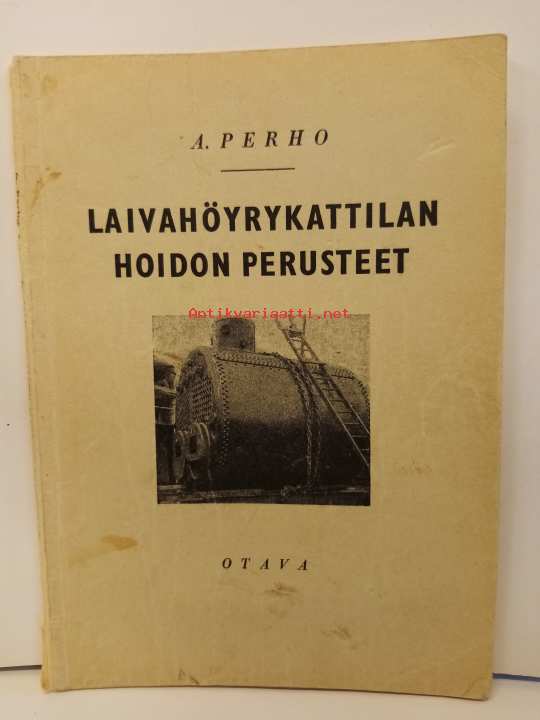 A. PERHO
LAIVAHÖYRYKATTILAN
HOIDON PERUSTEET
Antikvariaatti.net
OTAVA